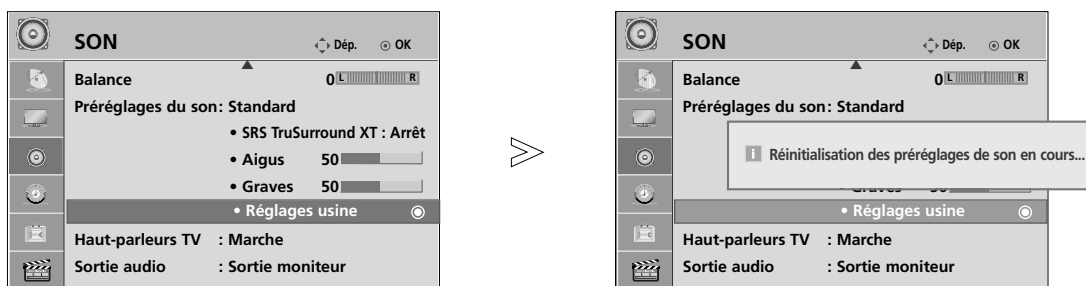 SON
Dép. OK
Balance 0 L R
Préréglages du son : Standard
• SRS TruSurround XT : Arrêt
• Aigus 50
• Graves 50
• Réglages usine
Haut-parleurs TV : Marche
Sortie audio : Sortie moniteur
SON
Dép. OK
Balance 0 L R
Préréglages du son : Standard
i Réinitialisation des préréglages de son en cours...
• Réglages usine
Haut-parleurs TV : Marche
Sortie audio : Sortie moniteur